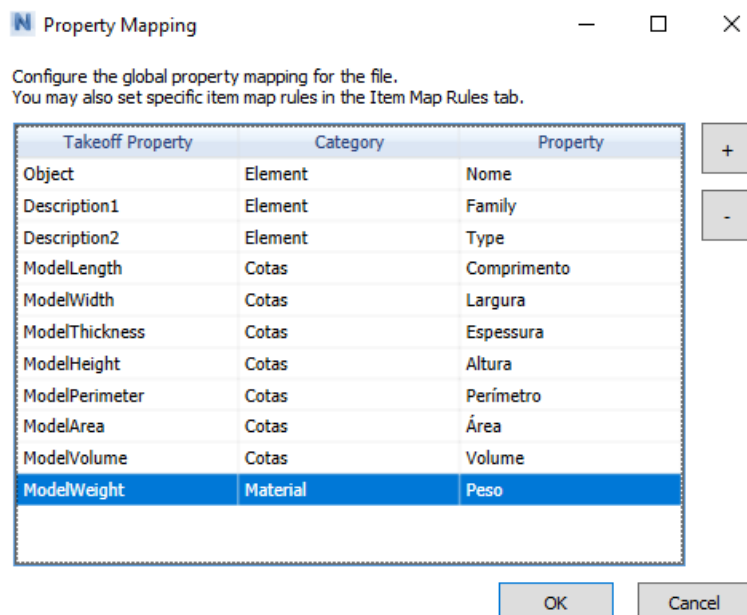 N Property Mapping
Configure the global property mapping for the file.
You may also set specific item map rules in the Item Map Rules tab.
Takeoff Property Category Property
Object Element Nome
Description1 Element Family
Description2 Element Type
ModelLength Cotas Comprimento
ModelWidth Cotas Largura
ModelThickness Cotas Espessura
ModelHeight Cotas Altura
ModelPerimeter Cotas Perímetro
ModelArea Cotas Área
ModelVolume Cotas Volume
ModelWeight Material Peso
+
-
OK Cancel